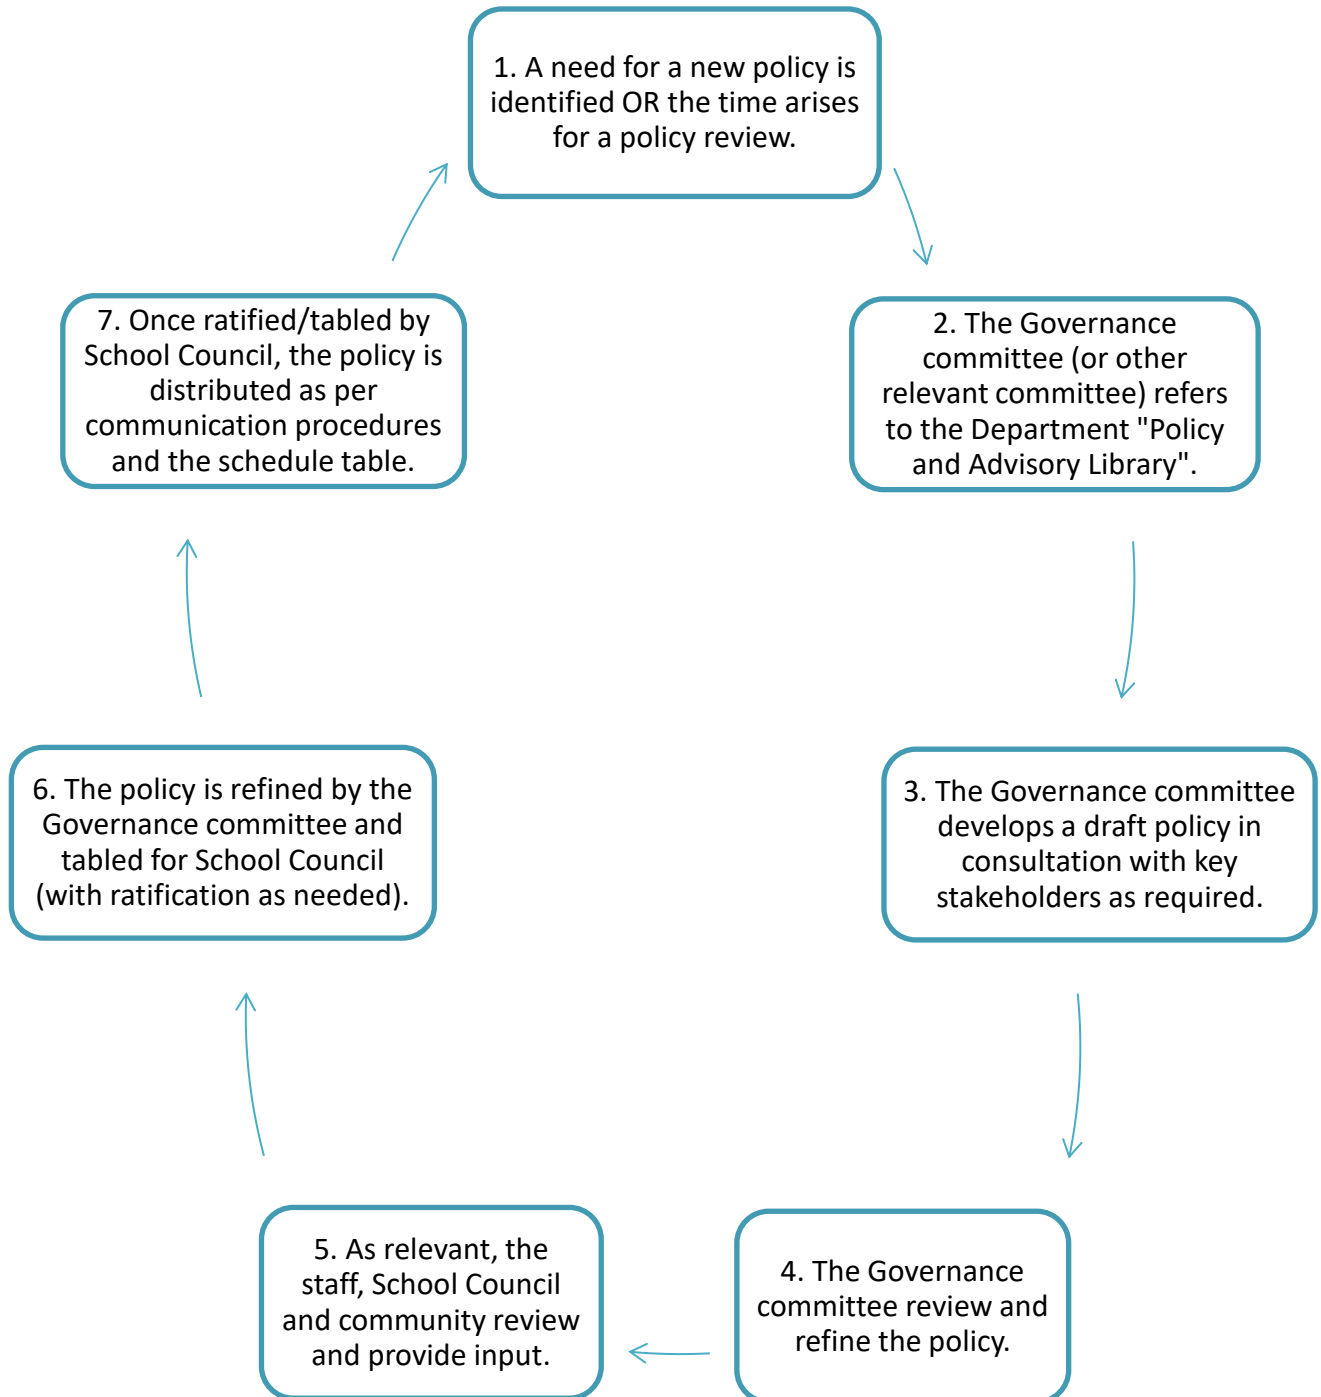 1. A need for a new policy is
identified OR the time arises
for a policy review.
2. The Governance
committee (or other
relevant committee) refers
to the Department "Policy
and Advisory Library".
3. The Governance committee
develops a draft policy in
consultation with key
stakeholders as required.
4. The Governance
committee review and
refine the policy.
5. As relevant, the
staff, School Council
and community review
and provide input.
6. The policy is refined by the
Governance committee and
tabled for School Council
(with ratification as needed).
7. Once ratified/tabled by
School Council, the policy is
distributed as per
communication procedures
and the schedule table.